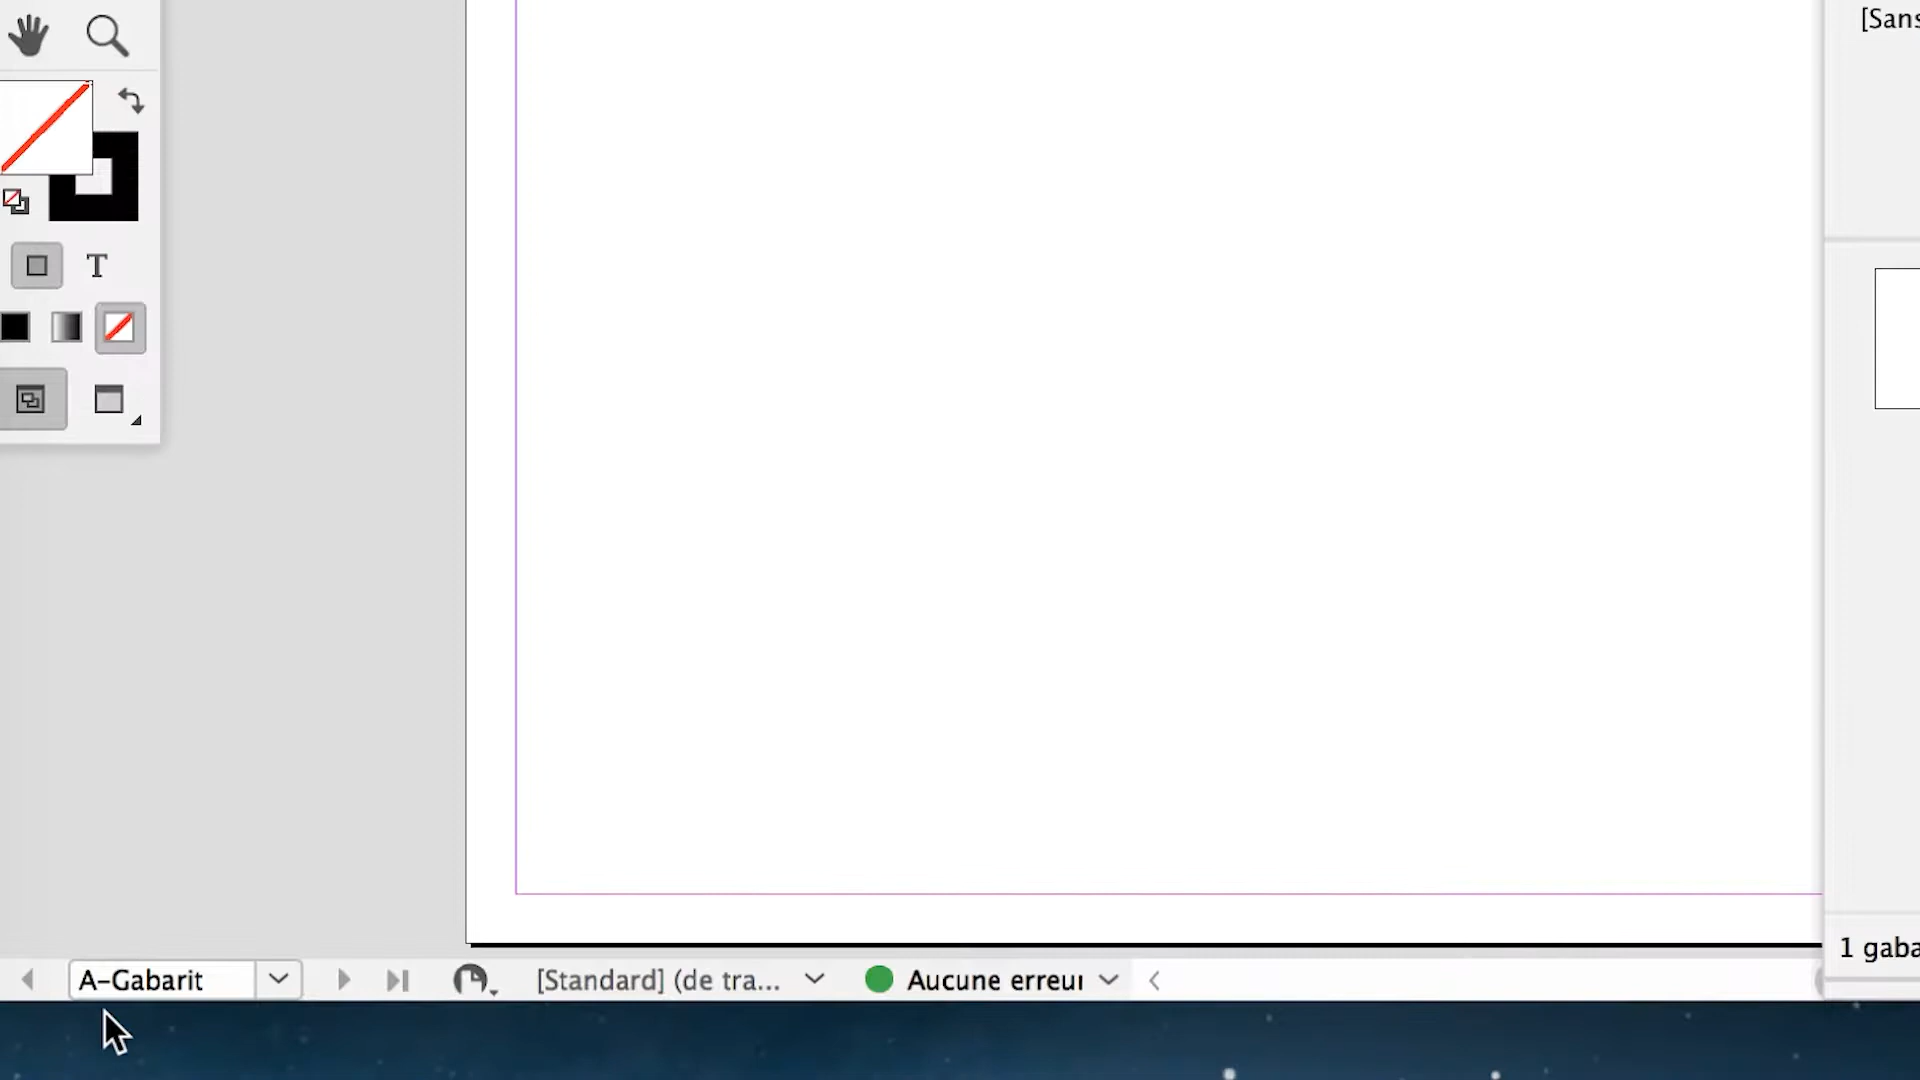 [Sans
T
1 gaba
A-Gabarit
[Standard] (de tra...
Aucune erreur